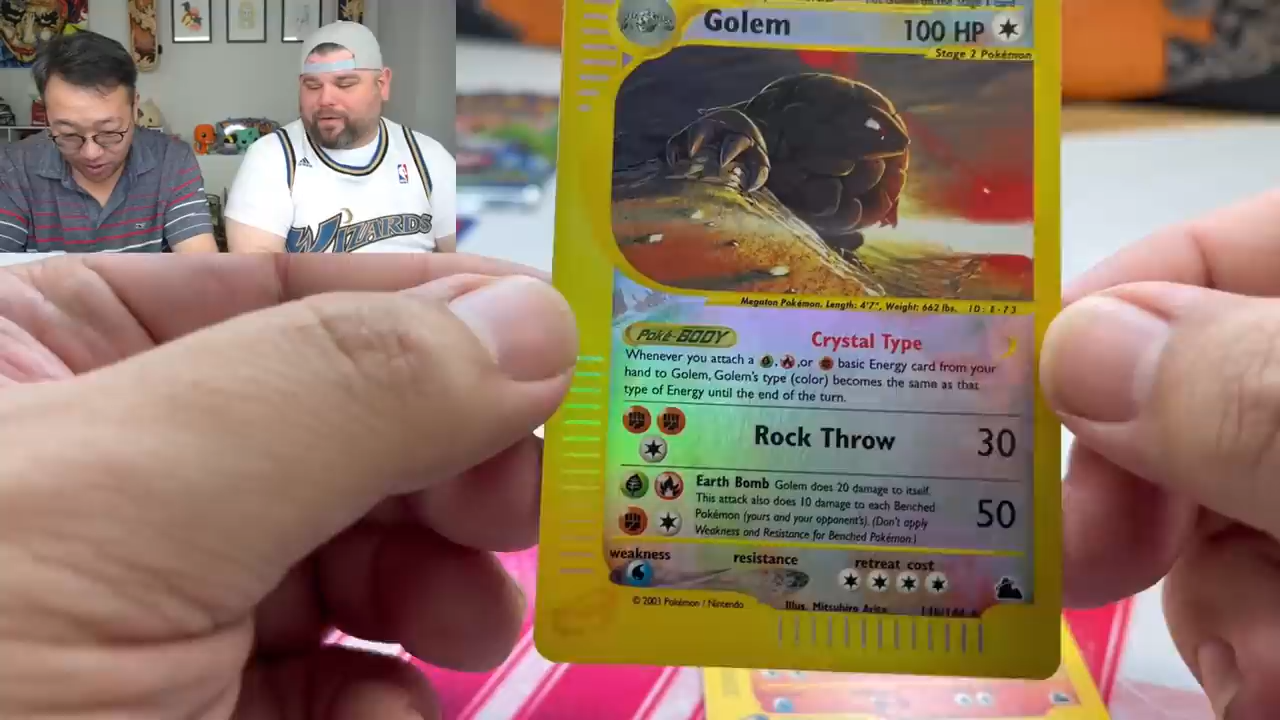 Golem 100 HP
Stage 2 Pokémon
Megaton Pokémon. Length: 4'7", Weight: 662 lbs. ID: E-73
Poké-BODY Crystal Type
Whenever you attach a , , or basic Energy card from your
hand to Golem, Golem's type (color) becomes the same as that
type of Energy until the end of the turn.
Rock Throw 30
Earth Bomb Golem does 20 damage to itself.
This attack also does 10 damage to each Benched
Pokémon (yours and your opponent's). (Don't apply
Weakness and Resistance for Benched Pokémon.)
50
weakness resistance retreat cost
© 2003 Pokémon / Nintendo
Illus. Mitsuhiro Arita
WIZARDS